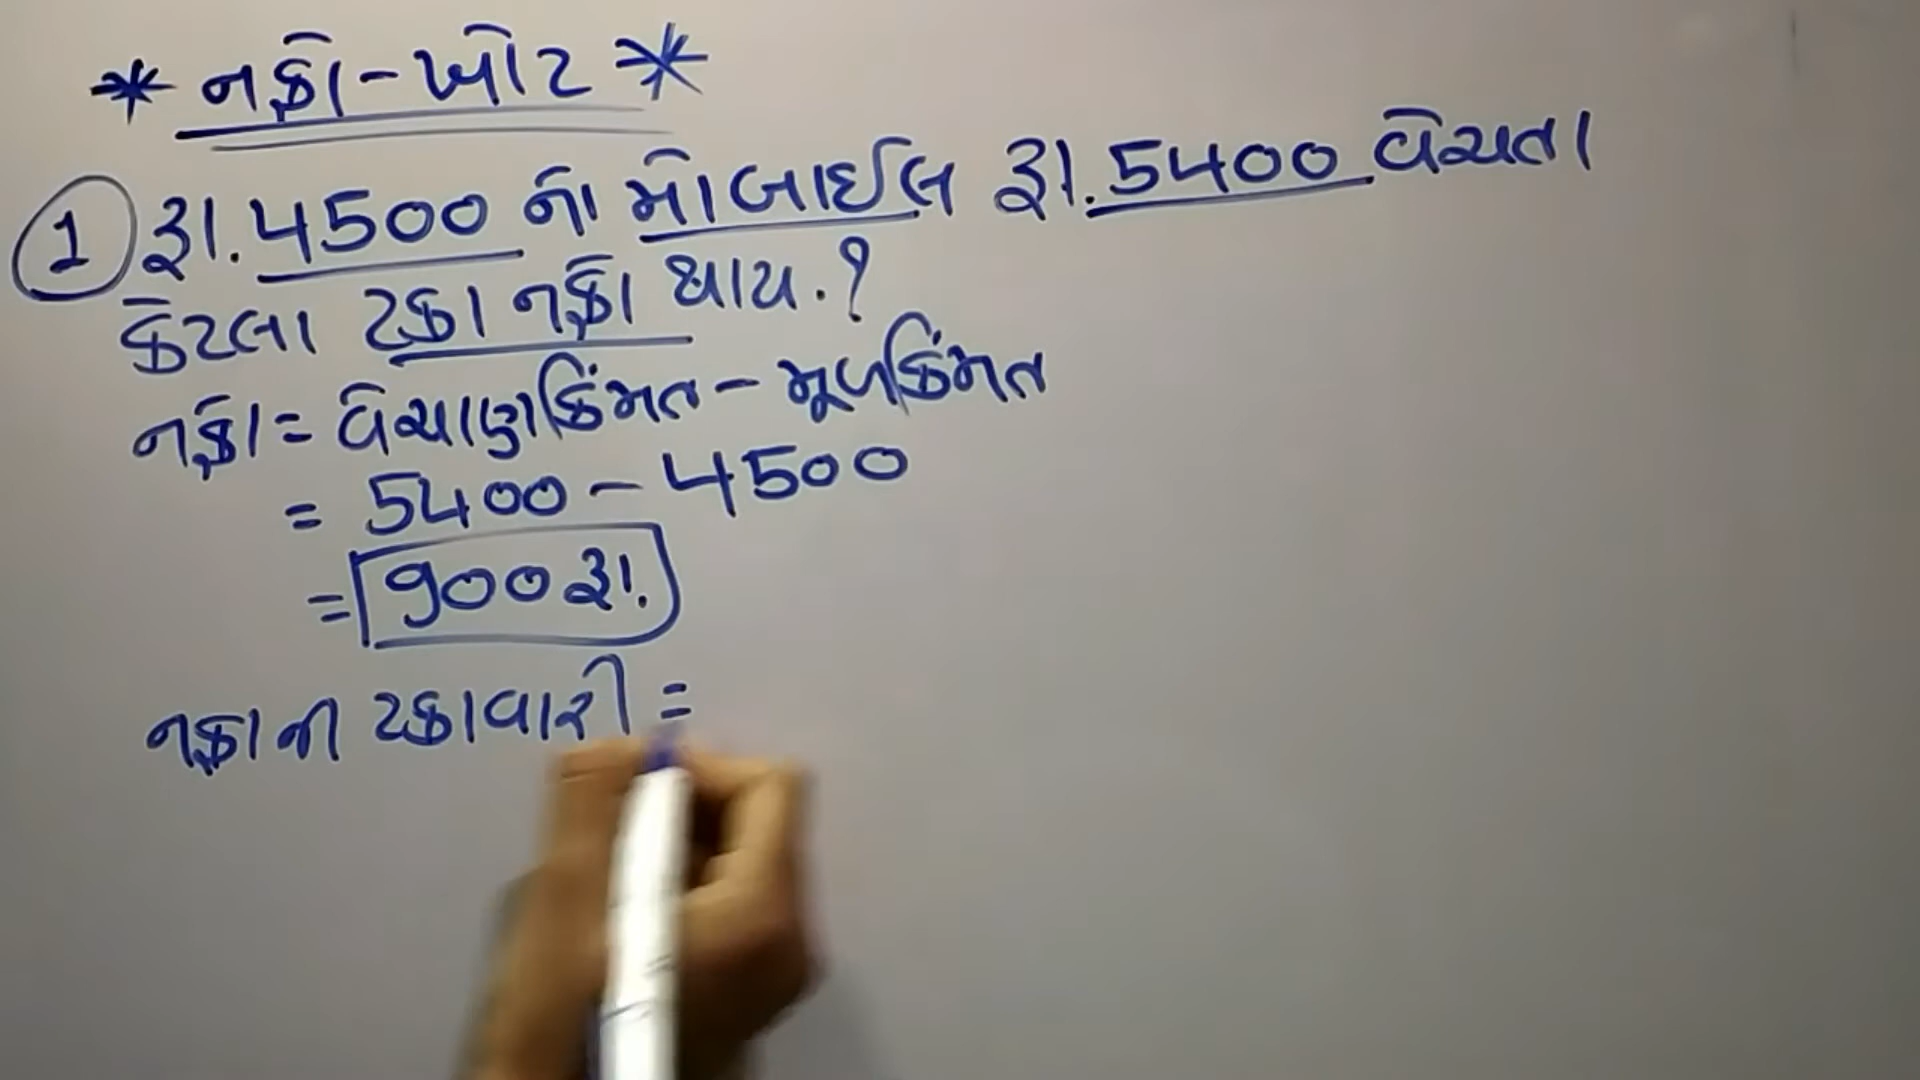 * નફો-ખોટ *
1 રૂા. 4500 નો મોબાઈલ રૂા. 5400 વેચતા
કેટલા ટકા નફો થાય.?
નફો = વેચાણકિંમત - મૂળકિંમત
= 5400 - 4500
= 900 રૂા.
નફાની ટકાવારી =